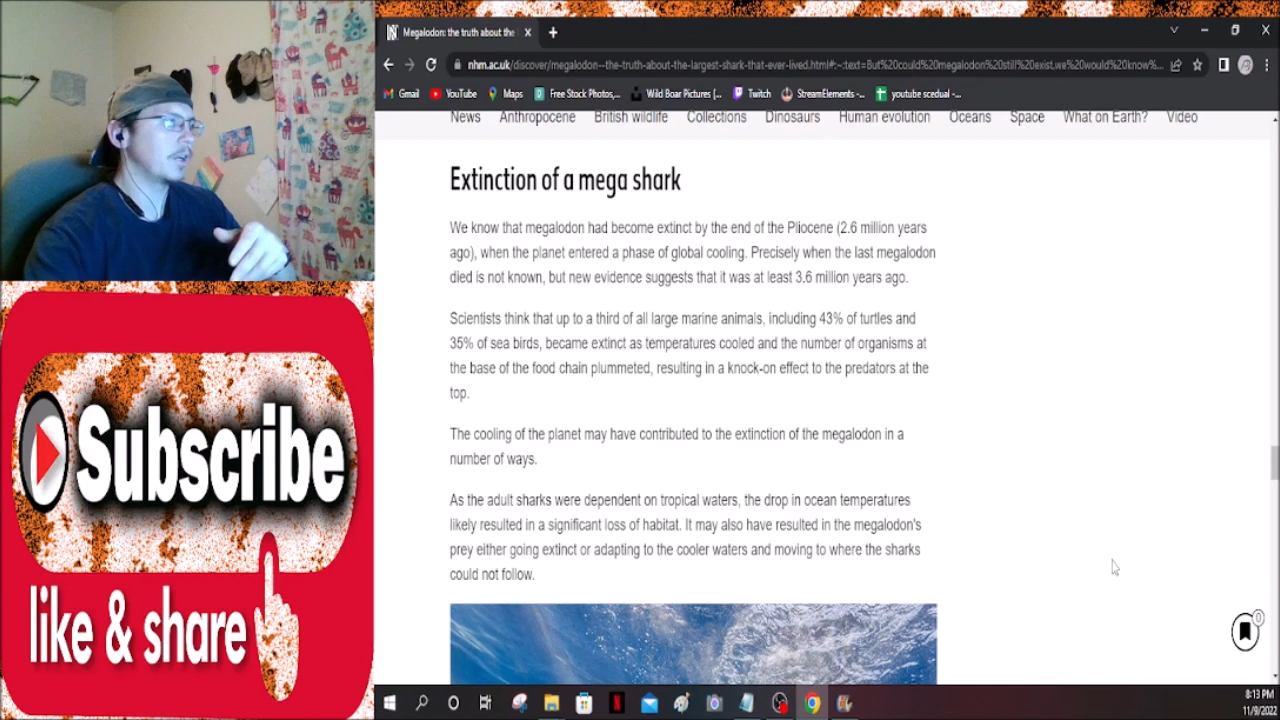 Megalodon: the truth about the
nhm.ac.uk/discover/megalodon--the-truth-about-the-largest-shark-that-ever-lived.html#:~:text=But%20could%20megalodon%20still%20exist,we%20would%20know%...
Gmail YouTube Maps Free Stock Photos,... Wild Boar Pictures |... Twitch StreamElements -... youtube scedual -...
News Anthropocene British wildlife Collections Dinosaurs Human evolution Oceans Space What on Earth? Video
Extinction of a mega shark
We know that megalodon had become extinct by the end of the Pliocene (2.6 million years
ago), when the planet entered a phase of global cooling. Precisely when the last megalodon
died is not known, but new evidence suggests that it was at least 3.6 million years ago.
Scientists think that up to a third of all large marine animals, including 43% of turtles and
35% of sea birds, became extinct as temperatures cooled and the number of organisms at
the base of the food chain plummeted, resulting in a knock-on effect to the predators at the
top.
The cooling of the planet may have contributed to the extinction of the megalodon in a
number of ways.
As the adult sharks were dependent on tropical waters, the drop in ocean temperatures
likely resulted in a significant loss of habitat. It may also have resulted in the megalodon's
prey either going extinct or adapting to the cooler waters and moving to where the sharks
could not follow.
0
Subscribe
like & share
8:13 PM
11/9/2022